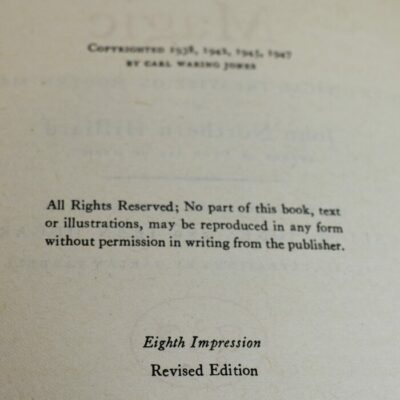 Copyrighted 1938, 1942, 1945, 1947
BY CARL WARING JONES
All Rights Reserved; No part of this book, text
or illustrations, may be reproduced in any form
without permission in writing from the publisher.
Eighth Impression
Revised Edition